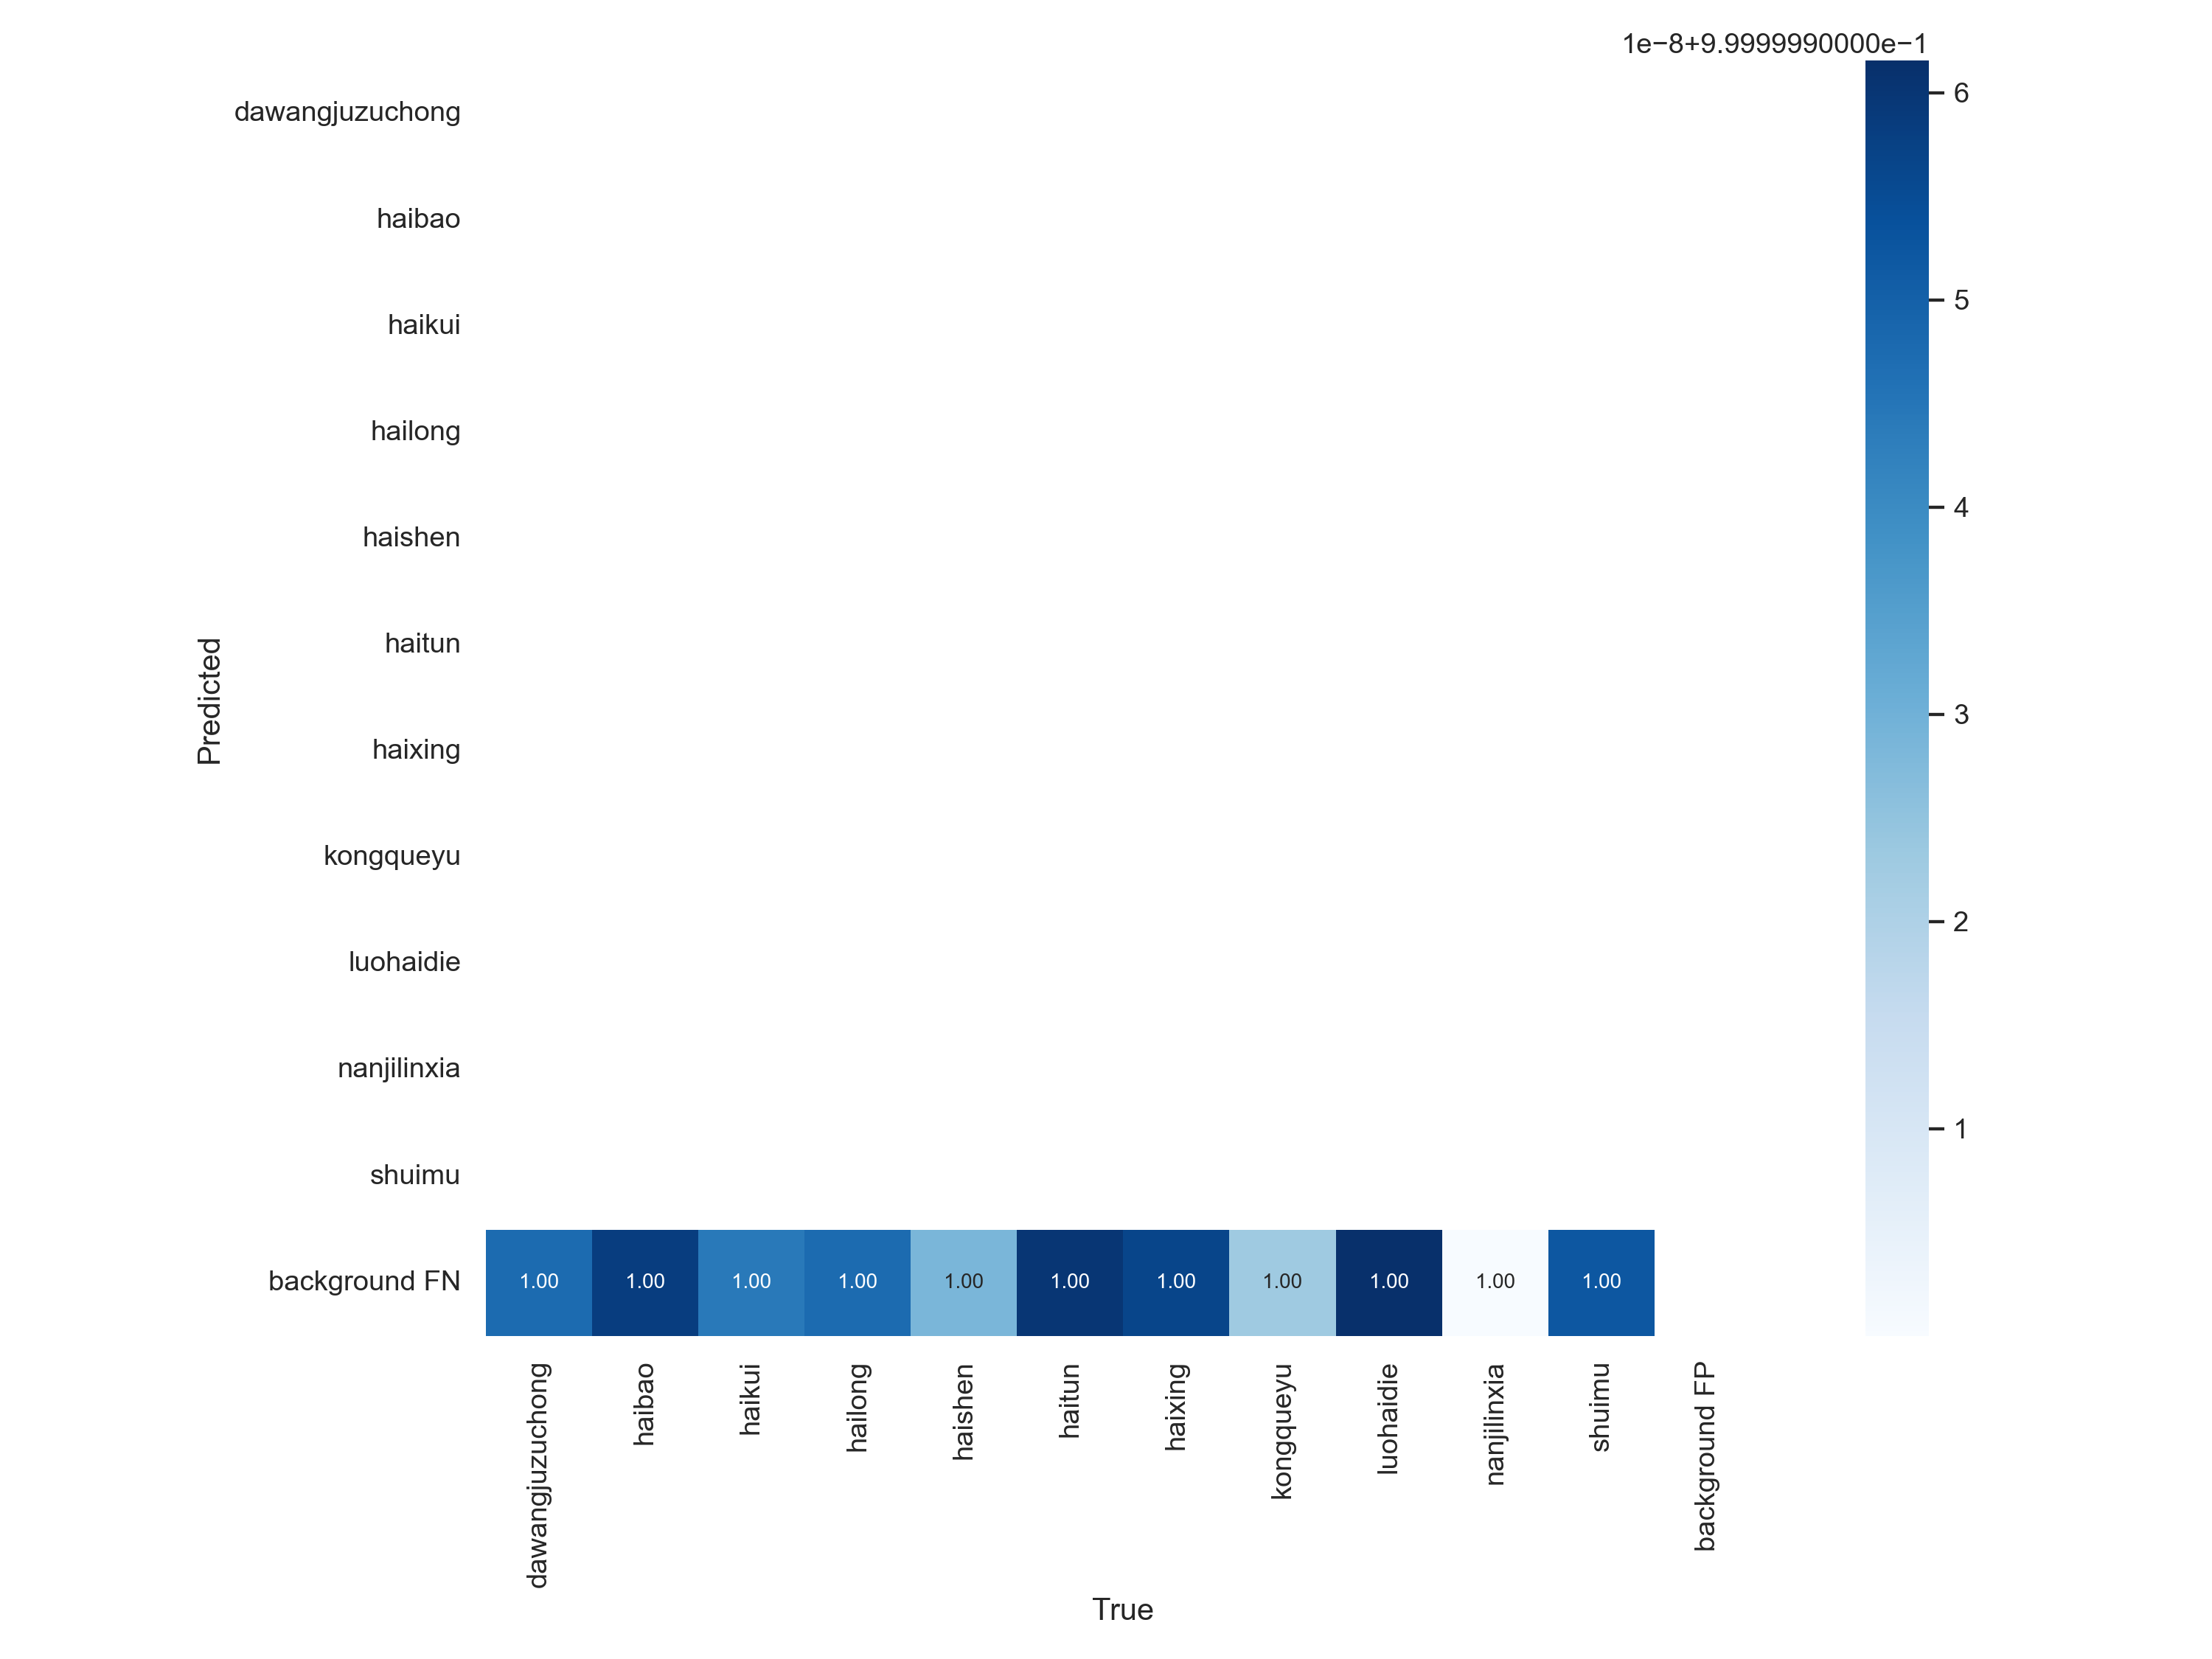 1e−8+9.9999990000e−1
6
5
4
3
2
1
Predicted
dawangjuzuchong
haibao
haikui
hailong
haishen
haitun
haixing
kongqueyu
luohaidie
nanjilinxia
shuimu
background FN
1.00 1.00 1.00 1.00 1.00 1.00 1.00 1.00 1.00 1.00 1.00
dawangjuzuchong
haibao
haikui
hailong
haishen
haitun
haixing
kongqueyu
luohaidie
nanjilinxia
shuimu
background FP
True